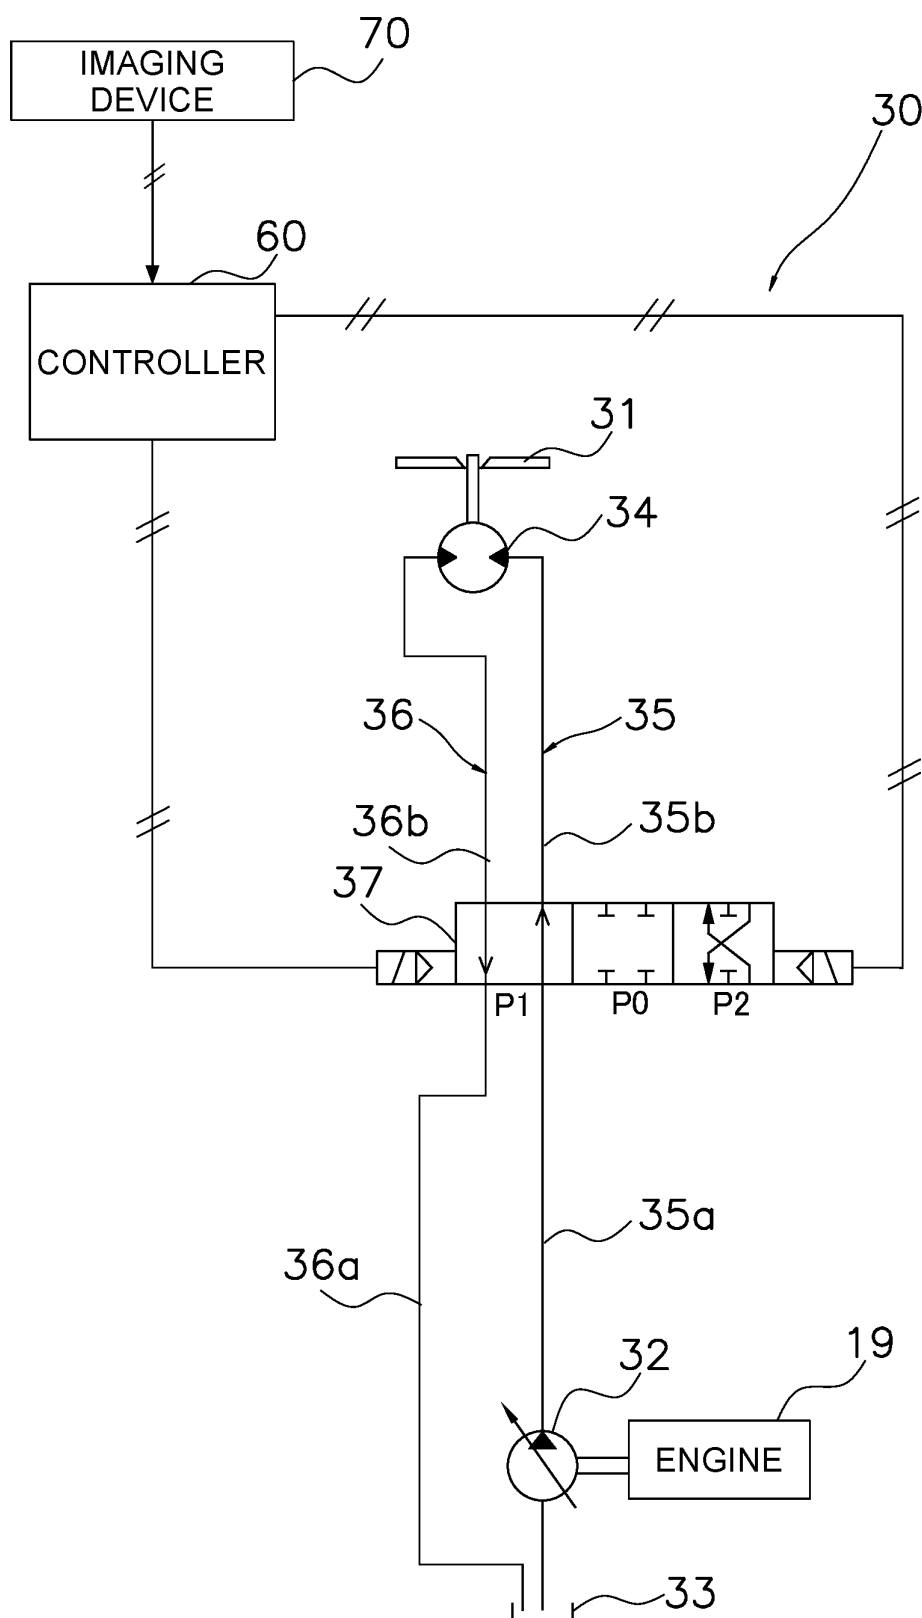 70
IMAGING
DEVICE
30
60
CONTROLLER
31
34
36
35
36b
35b
37
P1
P0
P2
35a
36a
32
19
ENGINE
33